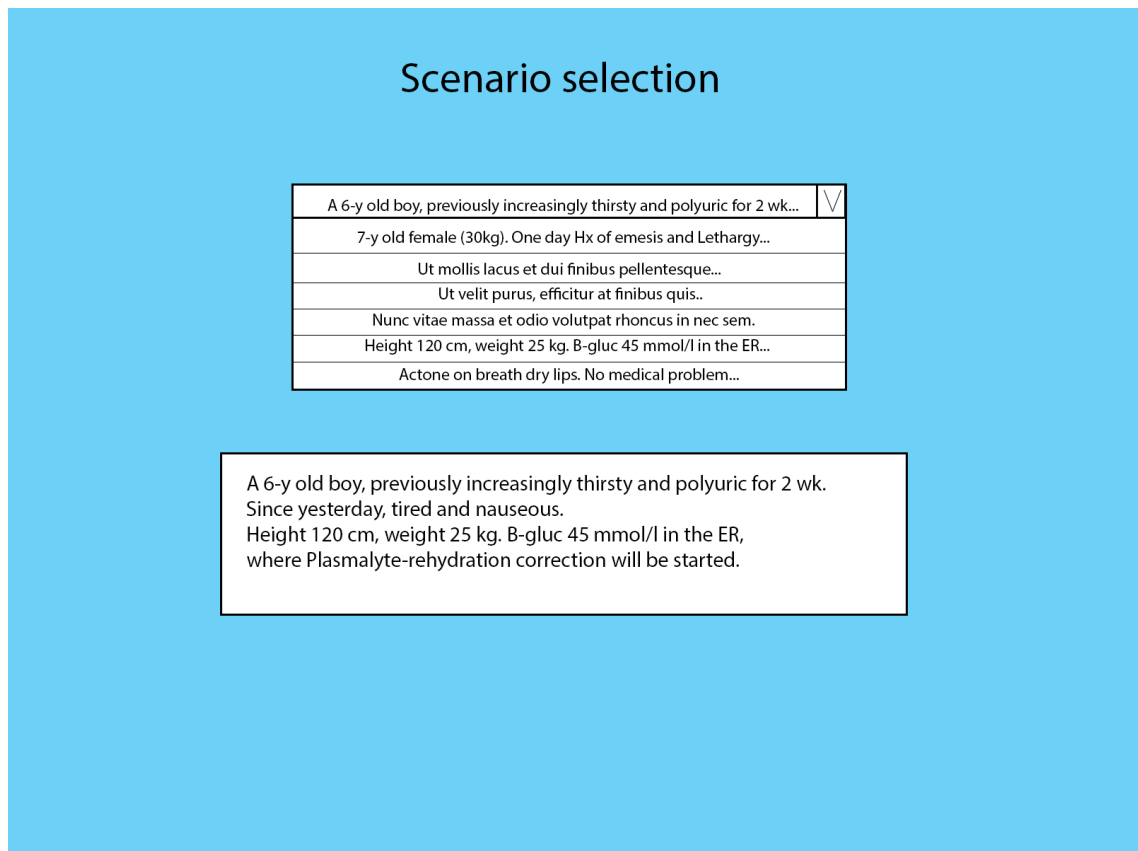 Scenario selection
A 6-y old boy, previously increasingly thirsty and polyuric for 2 wk...
7-y old female (30kg). One day Hx of emesis and Lethargy...
Ut mollis lacus et dui finibus pellentesque...
Ut velit purus, efficitur at finibus quis..
Nunc vitae massa et odio volutpat rhoncus in nec sem.
Height 120 cm, weight 25 kg. B-gluc 45 mmol/l in the ER...
Actone on breath dry lips. No medical problem...
A 6-y old boy, previously increasingly thirsty and polyuric for 2 wk.
Since yesterday, tired and nauseous.
Height 120 cm, weight 25 kg. B-gluc 45 mmol/l in the ER,
where Plasmalyte-rehydration correction will be started.